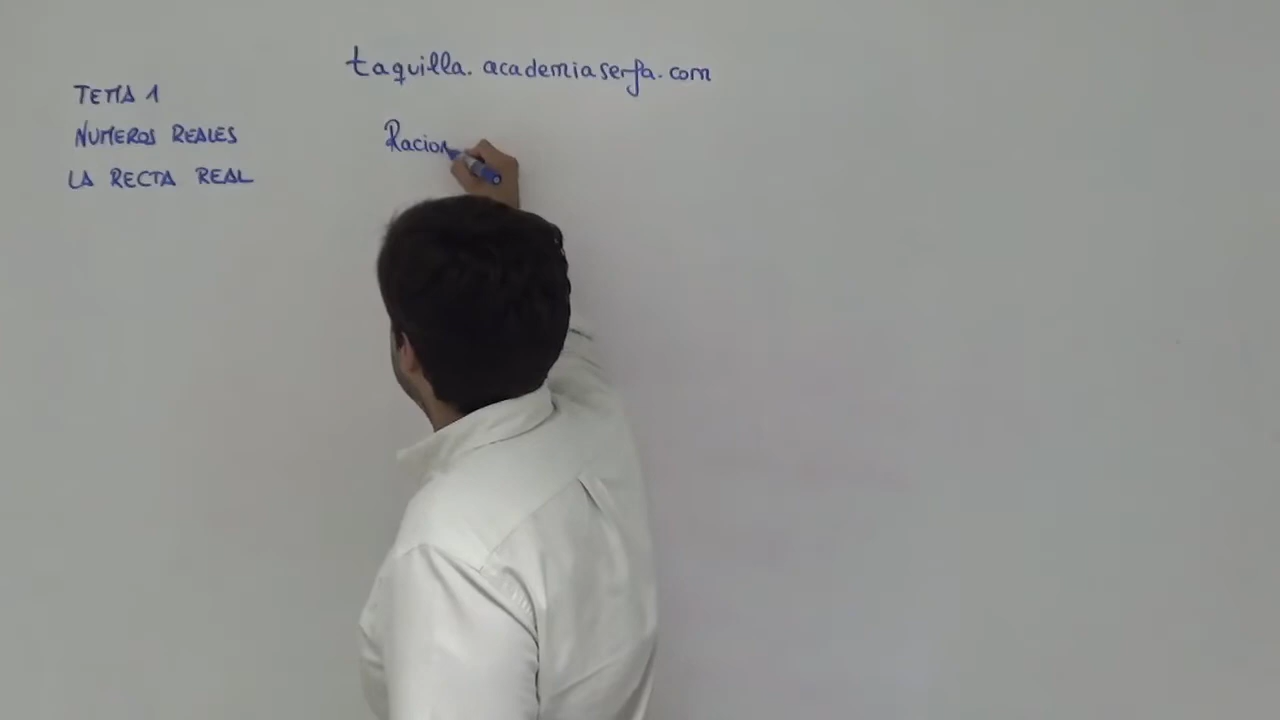 taquilla.academiaserfa.com
TEMA 1
NUMEROS REALES
LA RECTA REAL
Racion